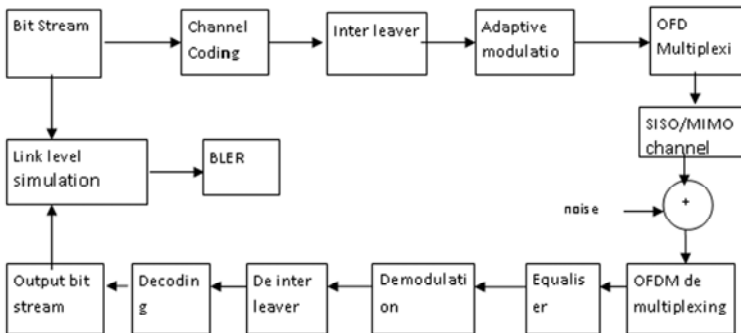 Bit Stream
Channel
Coding
Inter leaver
Adaptive
modulatio
OFD
Multiplexi
SISO/MIMO
channel
Link level
simulation
BLER
noise
+
Output bit
stream
Decodin
g
De inter
leaver
Demodulati
on
Equalis
er
OFDM de
multiplexing